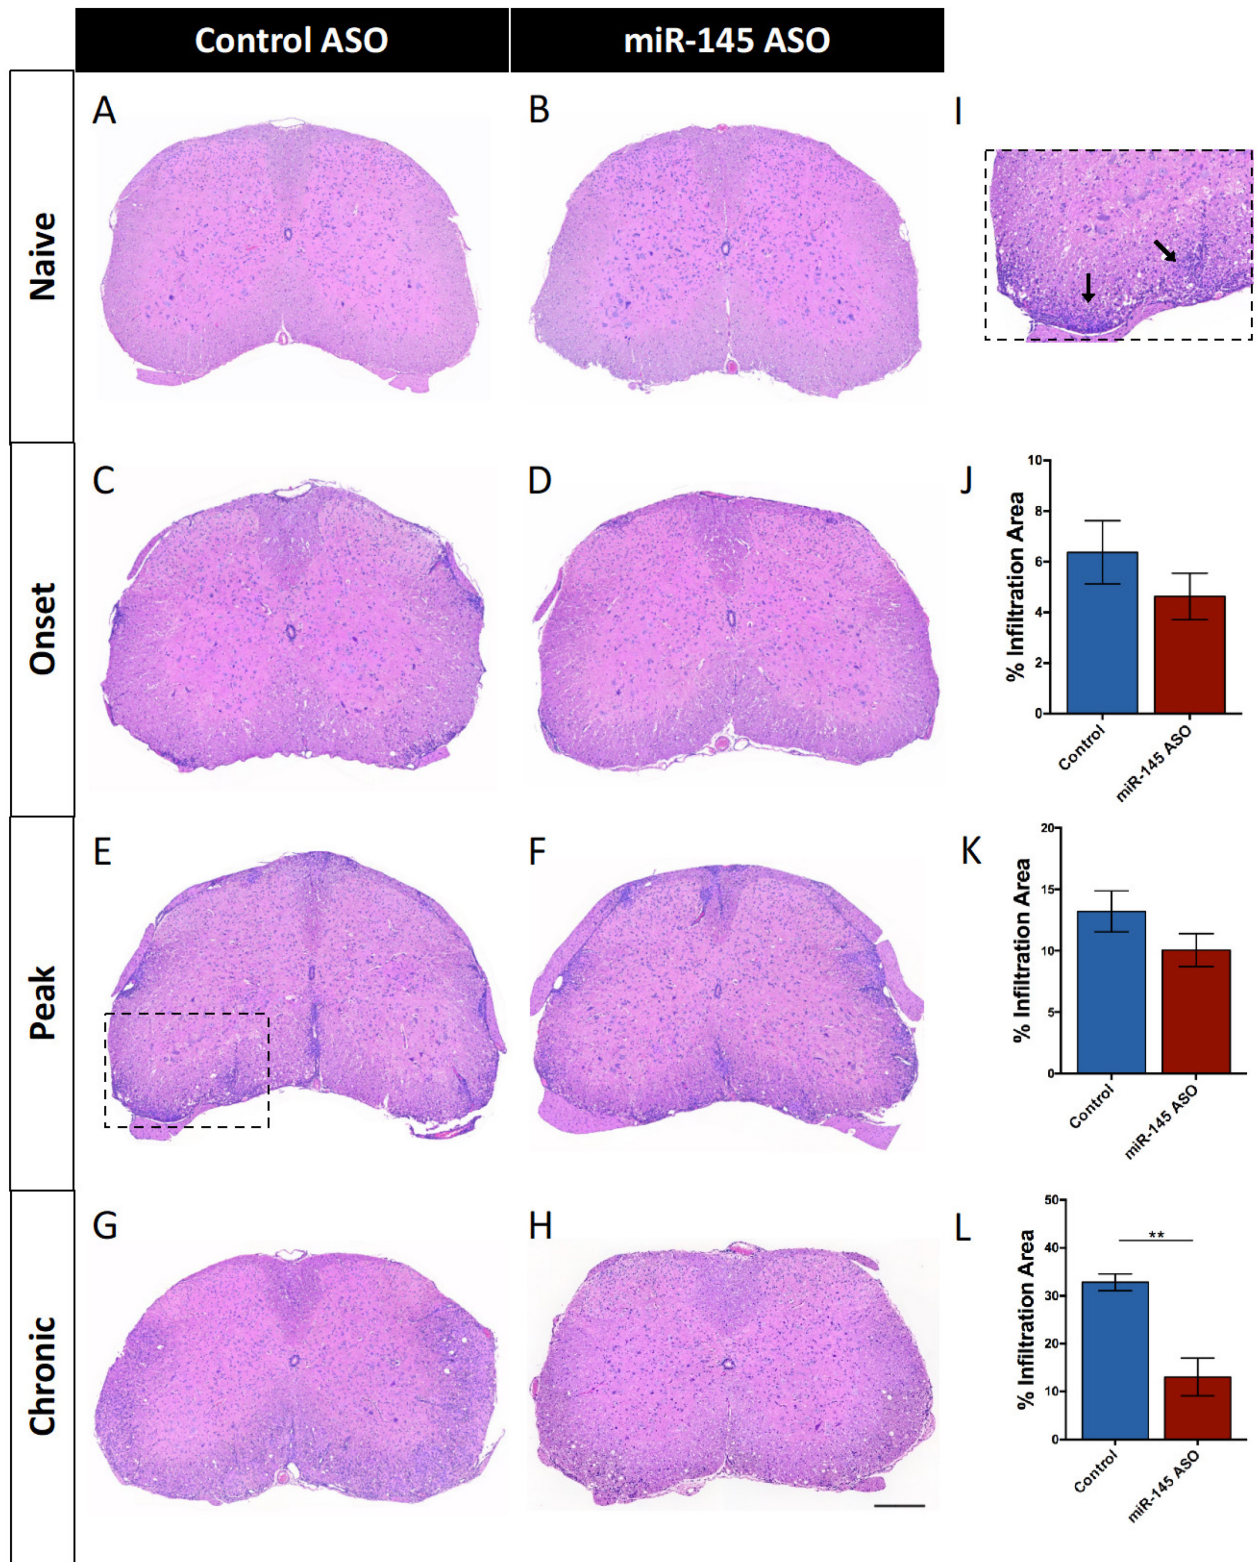 Control ASO
miR-145 ASO
Naive
A
B
I
Onset
C
D
J
10
8
6
4
2
0
% Infiltration Area
Control
miR-145 ASO
Peak
E
F
K
20
15
10
5
0
% Infiltration Area
Control
miR-145 ASO
Chronic
G
H
L
50
40
30
20
10
0
% Infiltration Area
**
Control
miR-145 ASO